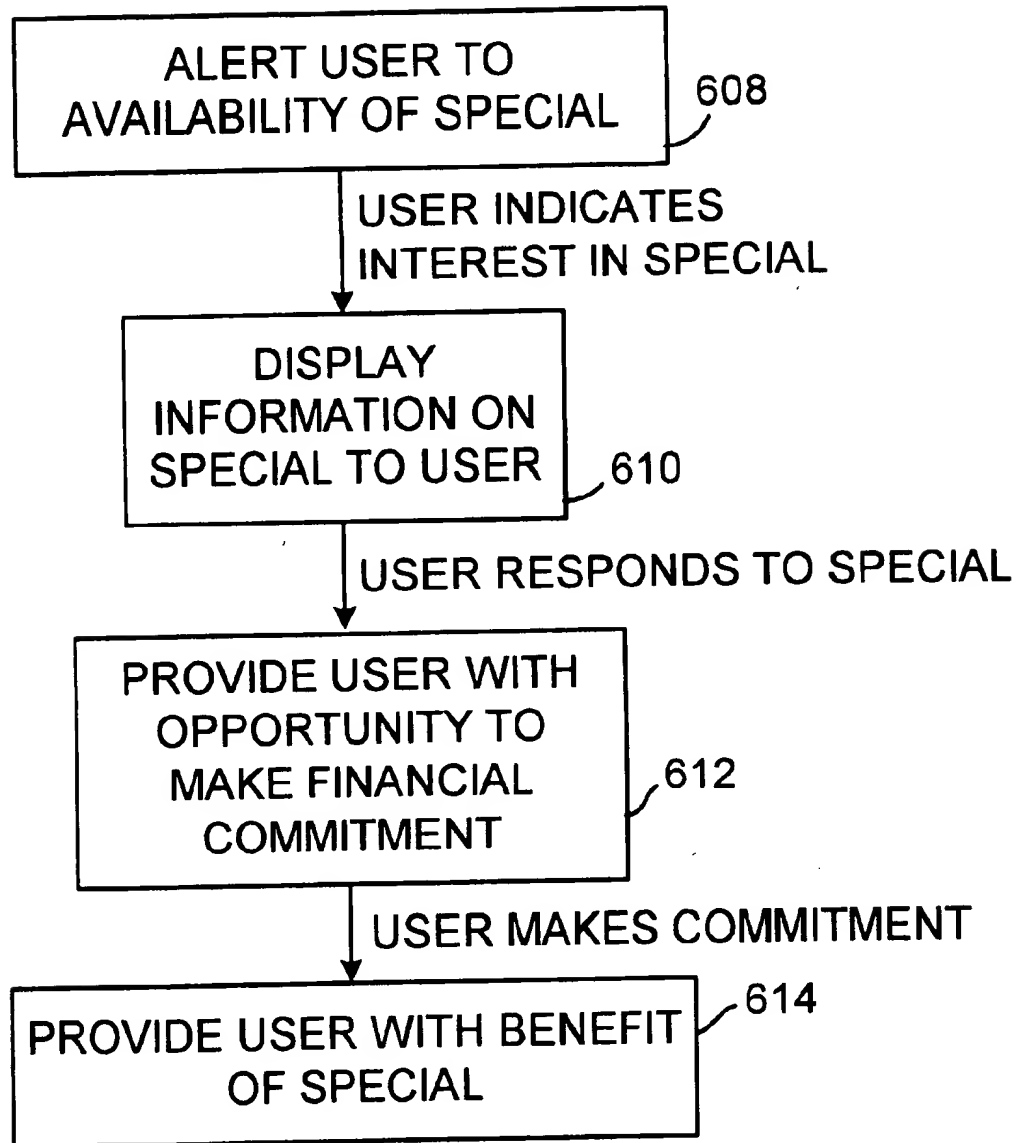 ALERT USER TO
AVAILABILITY OF SPECIAL
608
USER INDICATES
INTEREST IN SPECIAL
DISPLAY
INFORMATION ON
SPECIAL TO USER
610
USER RESPONDS TO SPECIAL
PROVIDE USER WITH
OPPORTUNITY TO
MAKE FINANCIAL
COMMITMENT
612
USER MAKES COMMITMENT
614
PROVIDE USER WITH BENEFIT
OF SPECIAL